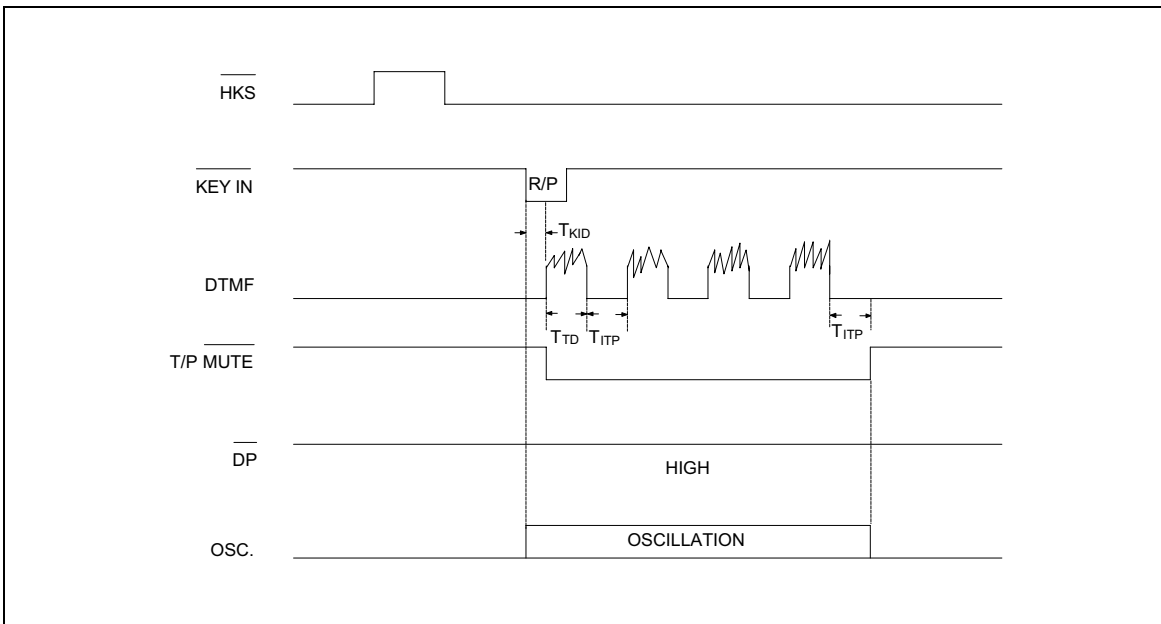 HKS
KEY IN
R/P
TKID
DTMF
TTD
TITP
TITP
T/P MUTE
DP
HIGH
OSC.
OSCILLATION